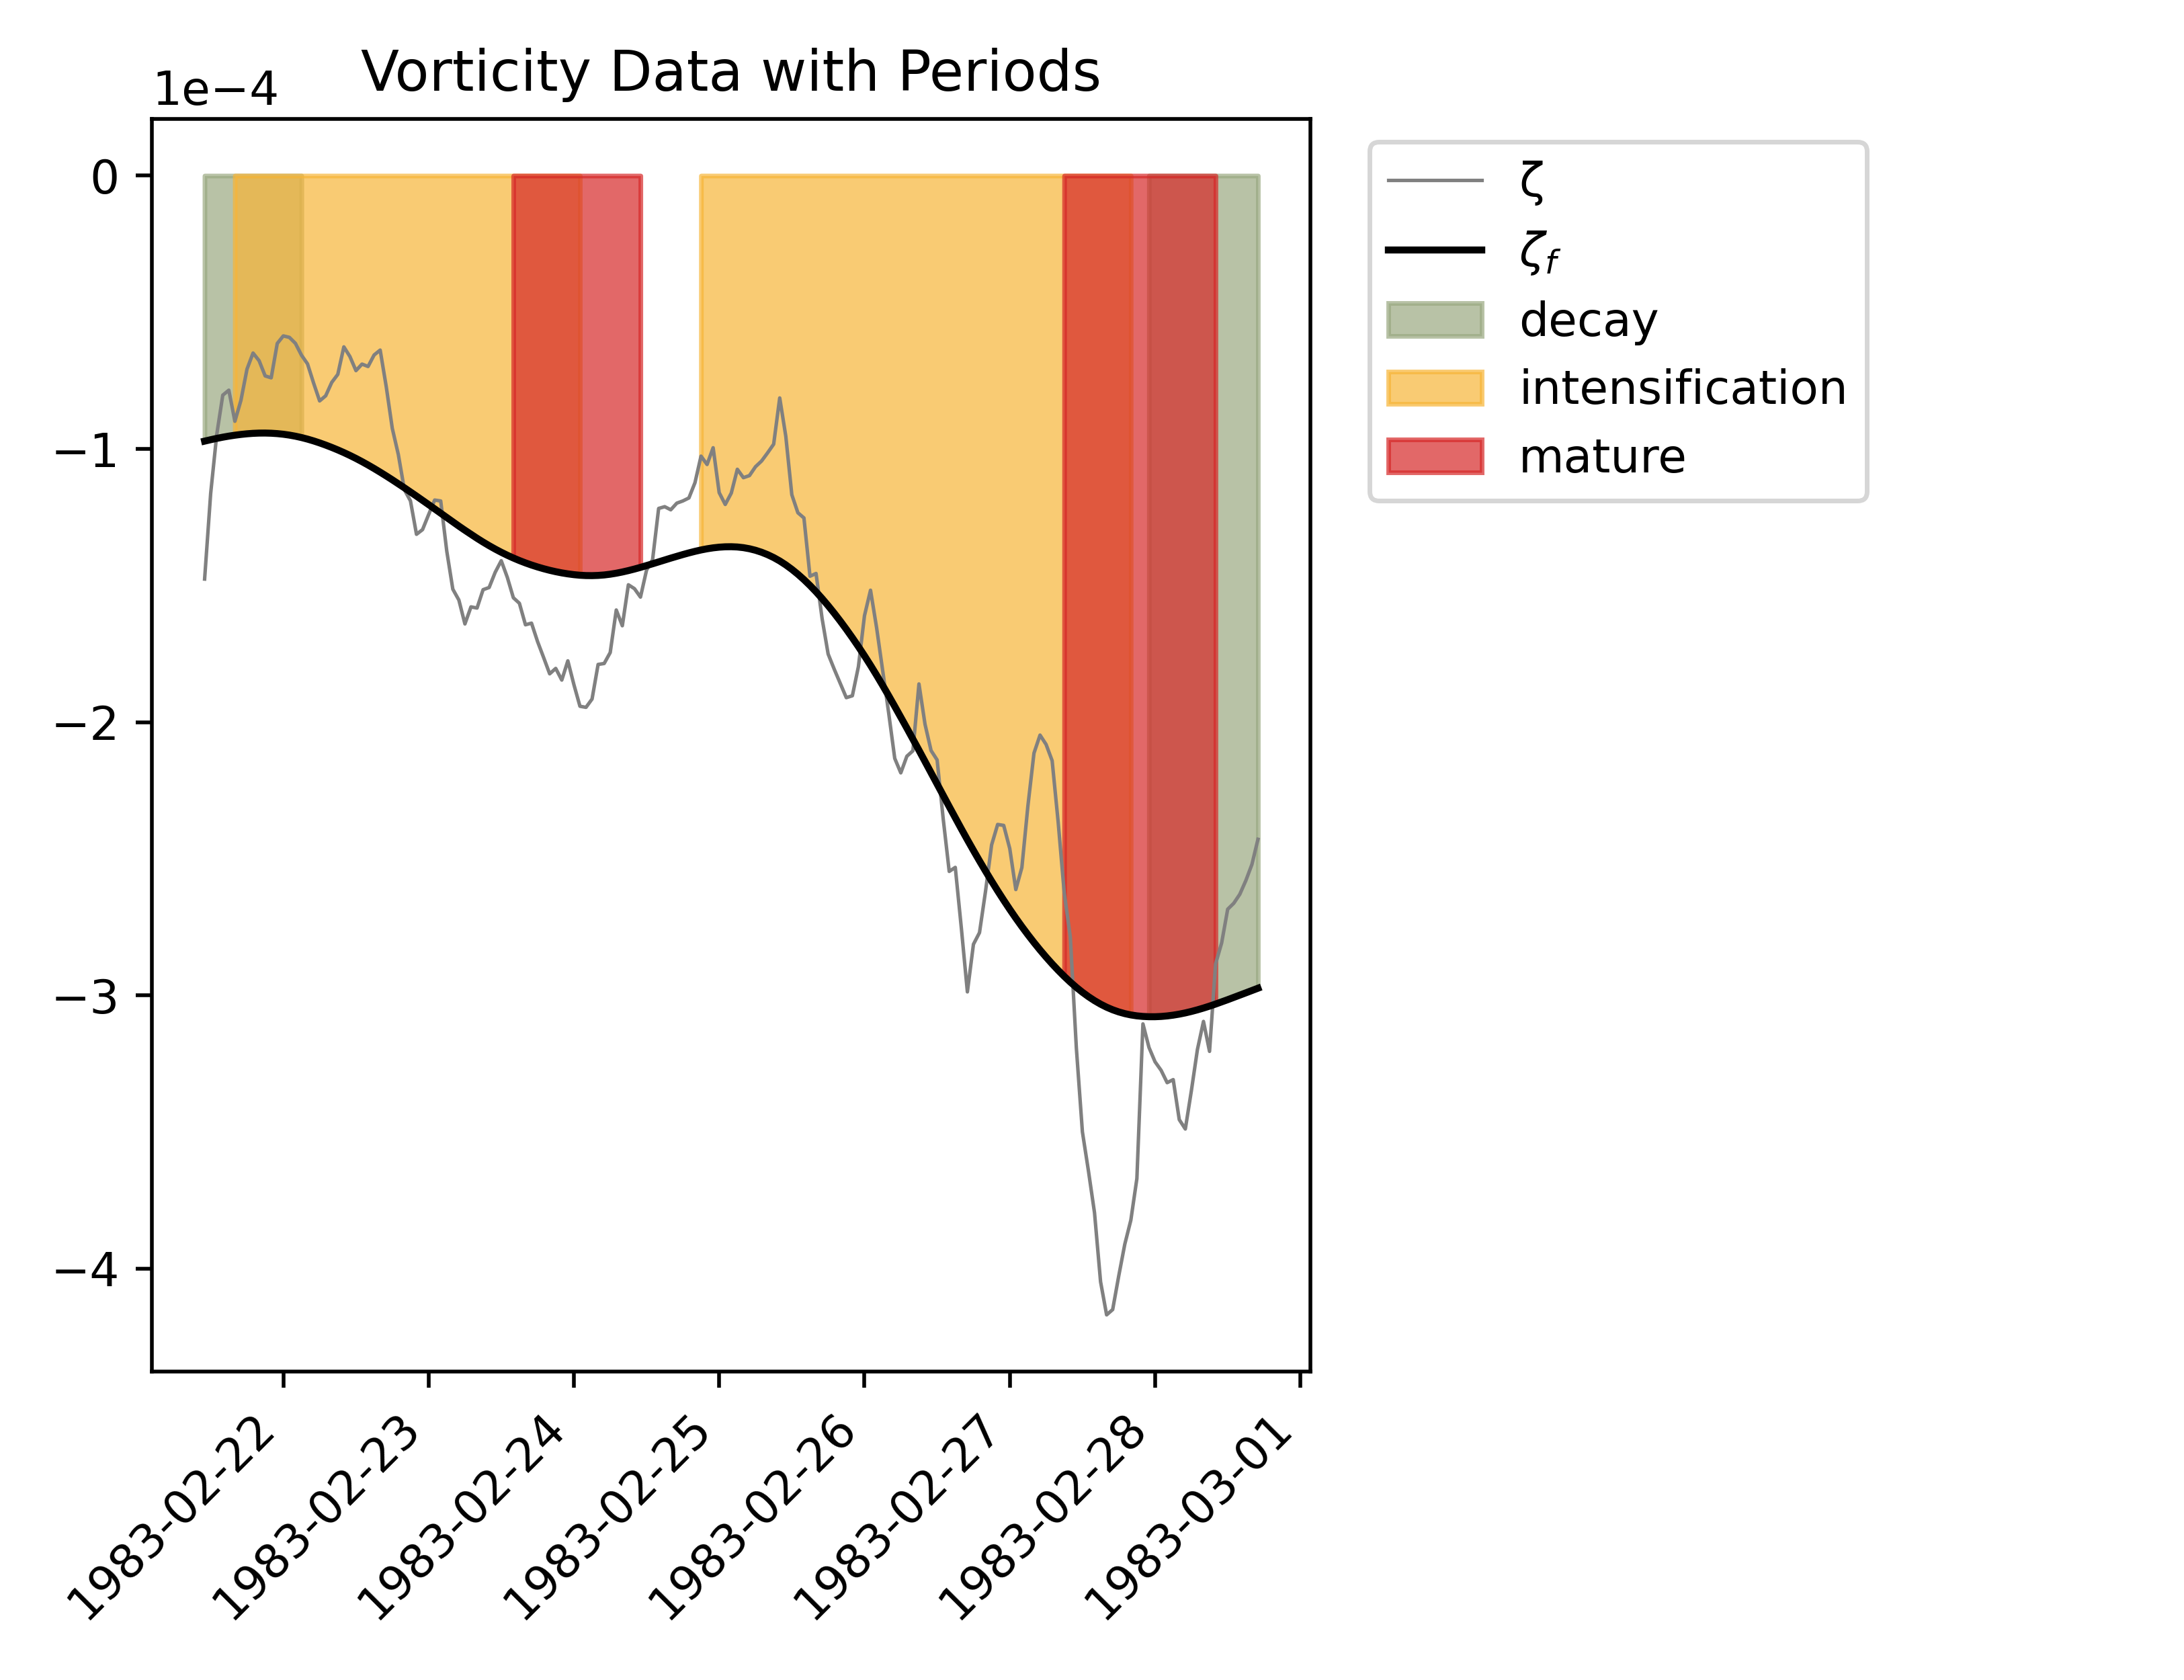 Vorticity Data with Periods
1e−4
0
−1
−2
−3
−4
1983-02-22
1983-02-23
1983-02-24
1983-02-25
1983-02-26
1983-02-27
1983-02-28
1983-03-01
ζ
ζf
decay
intensification
mature